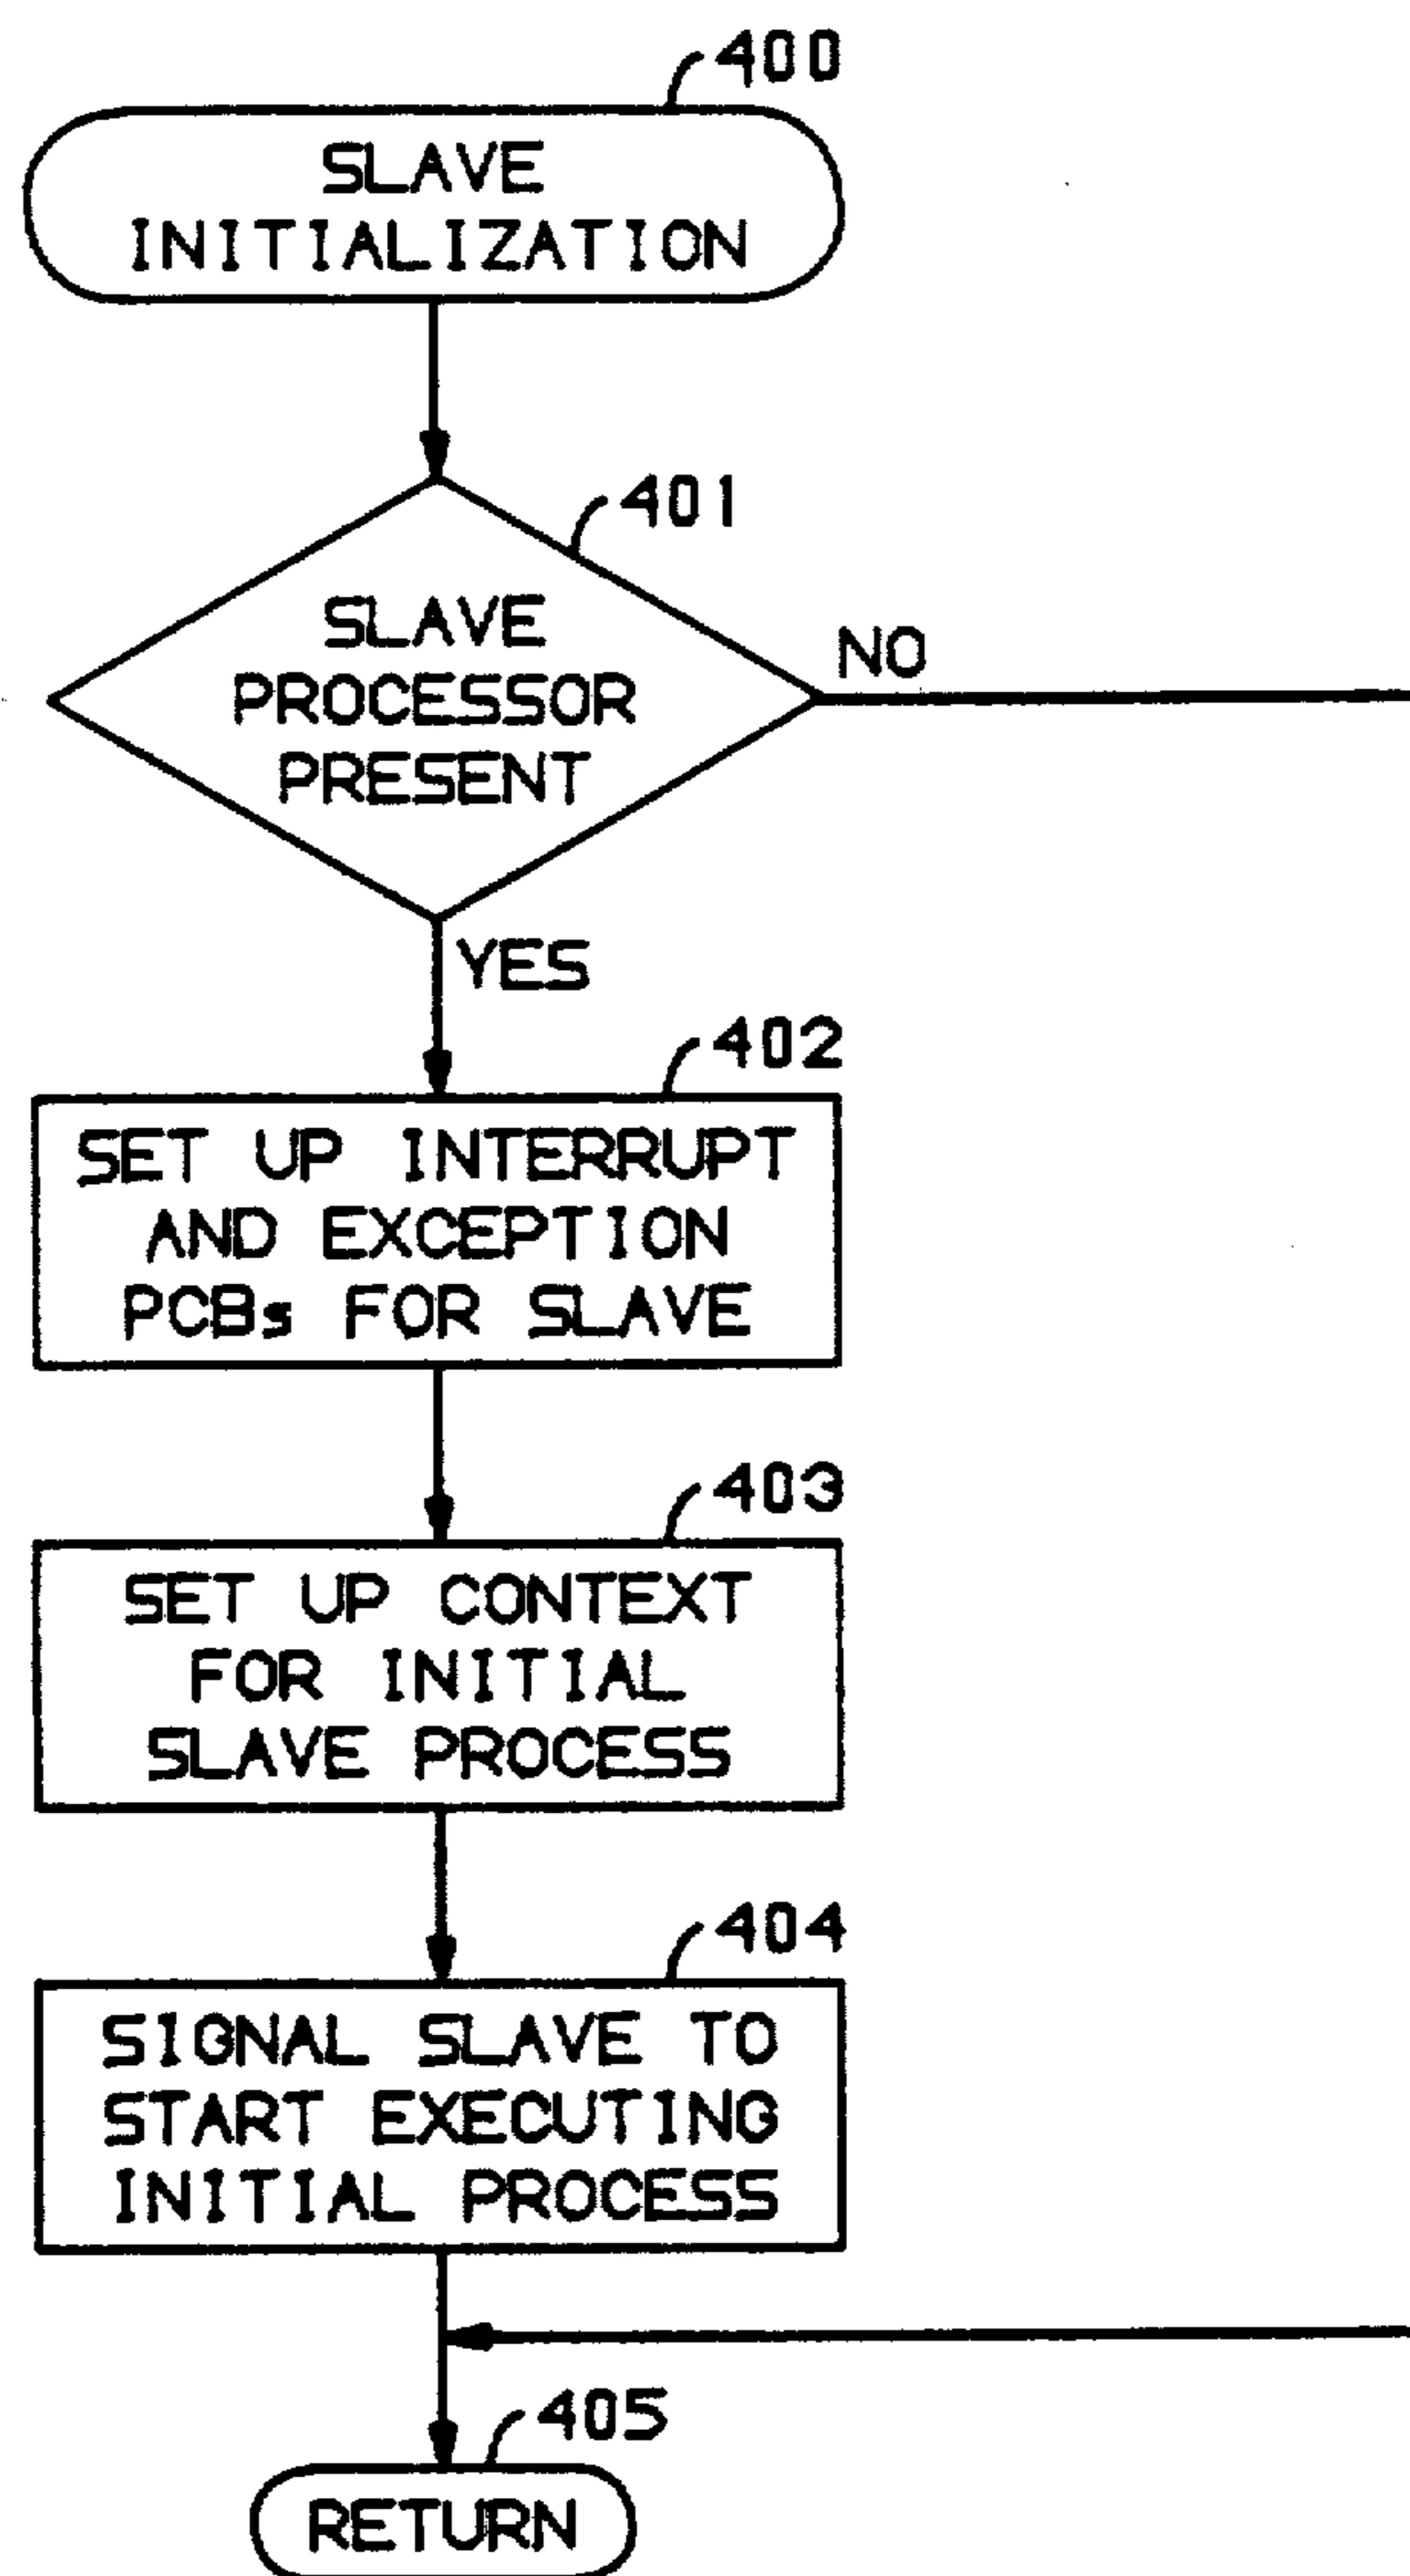 400
SLAVE
INITIALIZATION
401
SLAVE
PROCESSOR
PRESENT
NO
YES
402
SET UP INTERRUPT
AND EXCEPTION
PCBs FOR SLAVE
403
SET UP CONTEXT
FOR INITIAL
SLAVE PROCESS
404
SIGNAL SLAVE TO
START EXECUTING
INITIAL PROCESS
405
RETURN